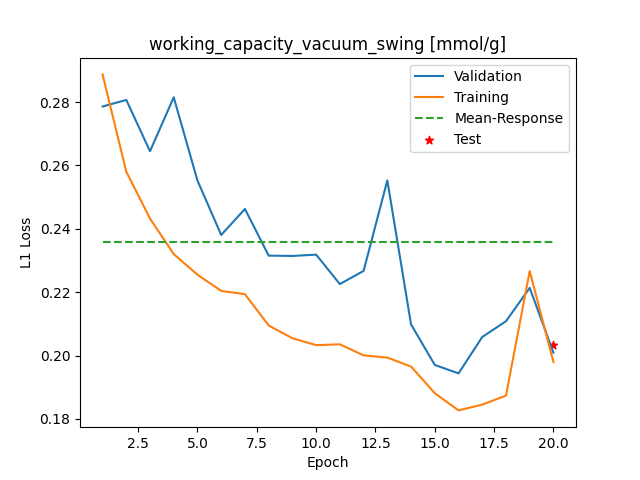 working_capacity_vacuum_swing [mmol/g]
Validation
Training
Mean-Response
Test
L1 Loss
0.28
0.26
0.24
0.22
0.20
0.18
2.5 5.0 7.5 10.0 12.5 15.0 17.5 20.0
Epoch